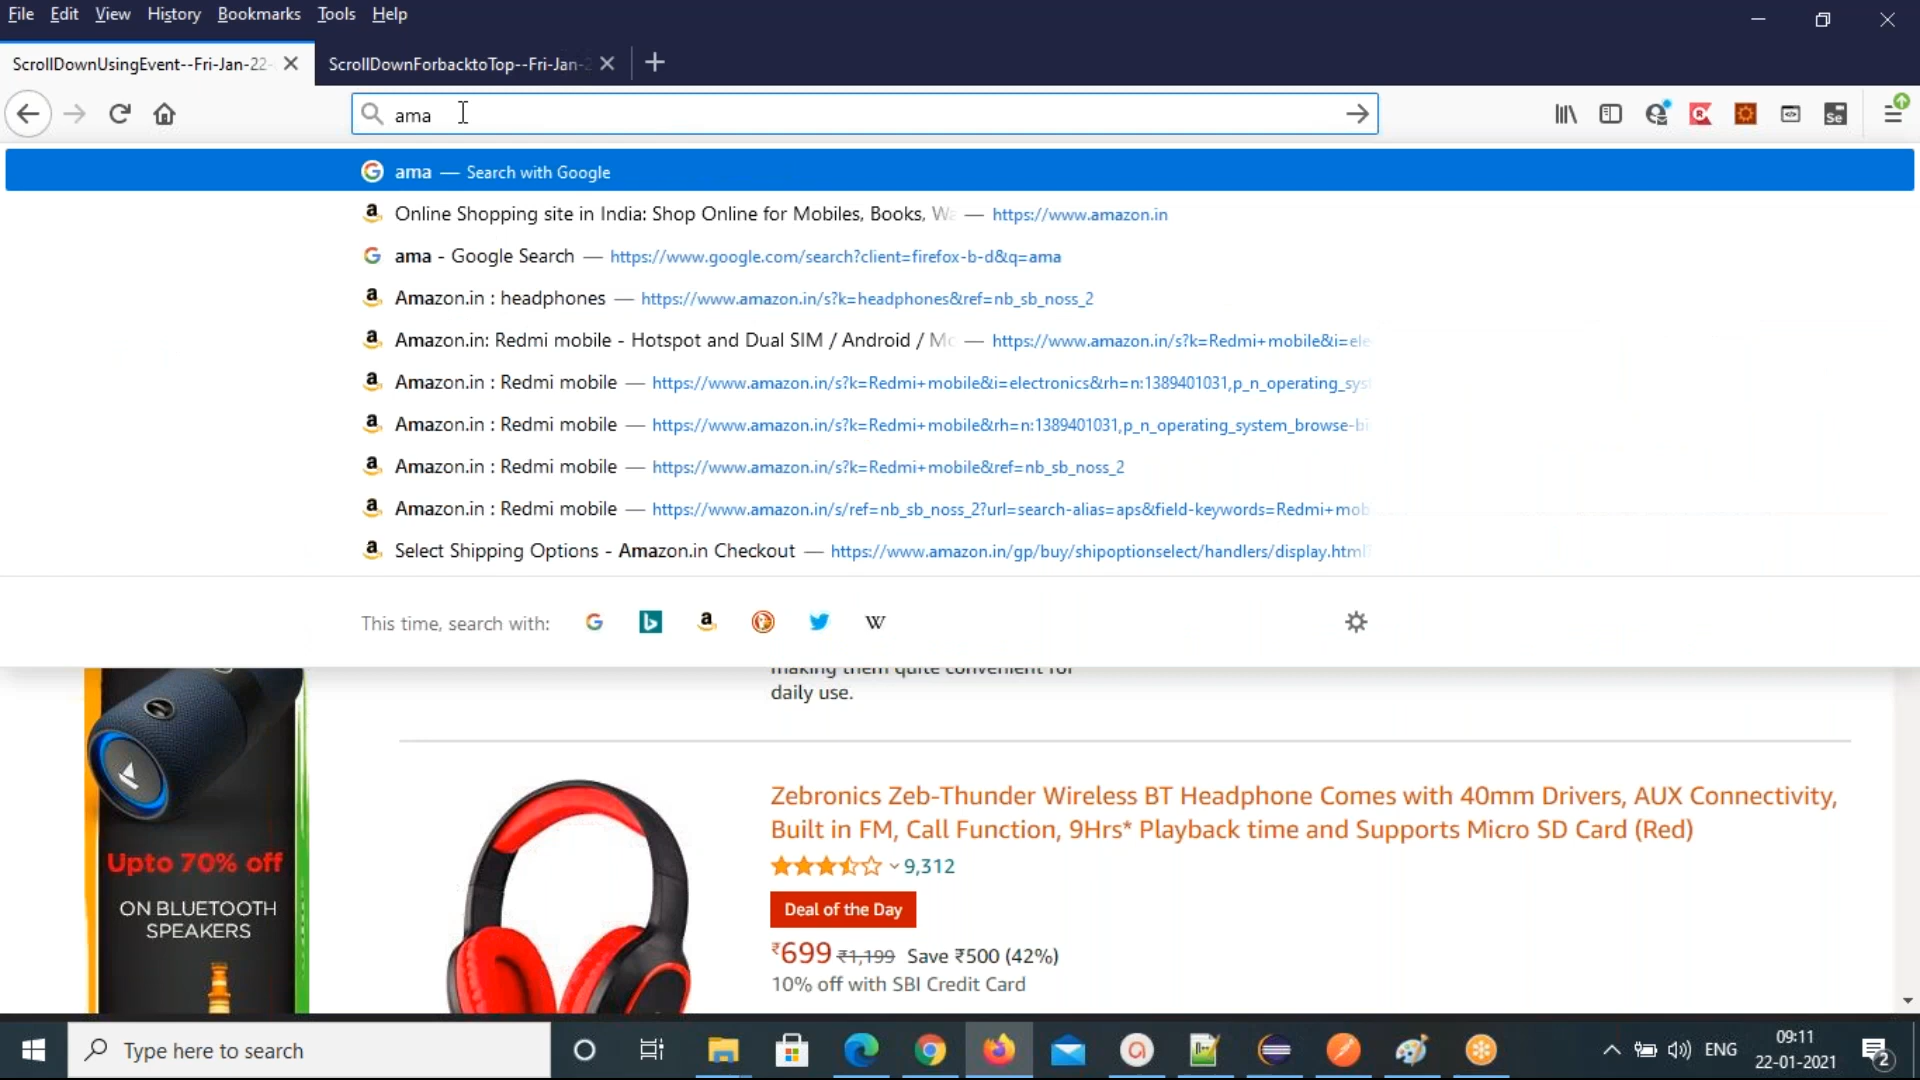 File Edit View History Bookmarks Tools Help
ScrollDownUsingEvent--Fri-Jan-22- ScrollDownForbacktoTop--Fri-Jan-2
ama
ama — Search with Google
Online Shopping site in India: Shop Online for Mobiles, Books, Wa — https://www.amazon.in
ama - Google Search — https://www.google.com/search?client=firefox-b-d&q=ama
Amazon.in : headphones — https://www.amazon.in/s?k=headphones&ref=nb_sb_noss_2
Amazon.in: Redmi mobile - Hotspot and Dual SIM / Android / Mo — https://www.amazon.in/s?k=Redmi+mobile&i=ele
Amazon.in : Redmi mobile — https://www.amazon.in/s?k=Redmi+mobile&i=electronics&rh=n:1389401031,p_n_operating_sys
Amazon.in : Redmi mobile — https://www.amazon.in/s?k=Redmi+mobile&rh=n:1389401031,p_n_operating_system_browse-bi
Amazon.in : Redmi mobile — https://www.amazon.in/s?k=Redmi+mobile&ref=nb_sb_noss_2
Amazon.in : Redmi mobile — https://www.amazon.in/s/ref=nb_sb_noss_2?url=search-alias=aps&field-keywords=Redmi+mob
Select Shipping Options - Amazon.in Checkout — https://www.amazon.in/gp/buy/shipoptionselect/handlers/display.html?
This time, search with:
making them quite convenient for
daily use.
Upto 70% off
ON BLUETOOTH
SPEAKERS
Zebronics Zeb-Thunder Wireless BT Headphone Comes with 40mm Drivers, AUX Connectivity,
Built in FM, Call Function, 9Hrs* Playback time and Supports Micro SD Card (Red)
9,312
Deal of the Day
₹699 ₹1,199 Save ₹500 (42%)
10% off with SBI Credit Card
Type here to search
ENG
09:11
22-01-2021
2